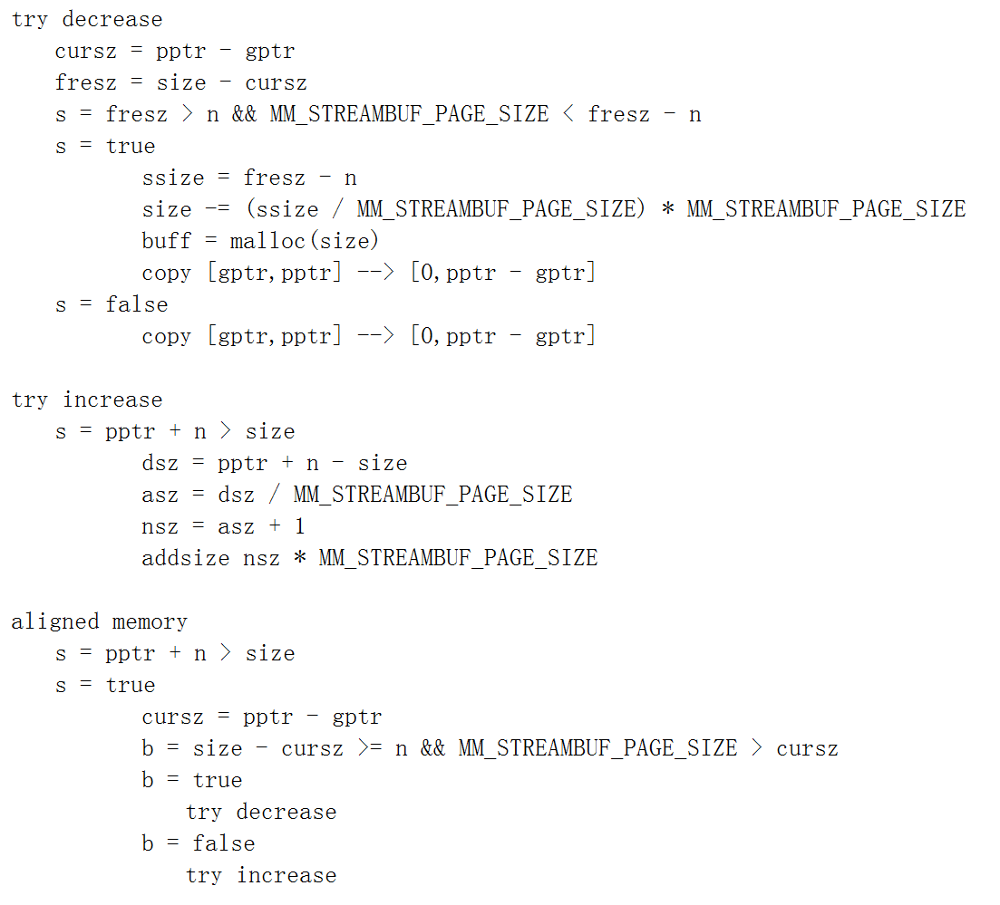 try decrease
cursz = pptr - gptr
fresz = size - cursz
s = fresz > n && MM_STREAMBUF_PAGE_SIZE < fresz - n
s = true
ssize = fresz - n
size -= (ssize / MM_STREAMBUF_PAGE_SIZE) * MM_STREAMBUF_PAGE_SIZE
buff = malloc(size)
copy [gptr,pptr] --> [0,pptr - gptr]
s = false
copy [gptr,pptr] --> [0,pptr - gptr]
try increase
s = pptr + n > size
dsz = pptr + n - size
asz = dsz / MM_STREAMBUF_PAGE_SIZE
nsz = asz + 1
addsize nsz * MM_STREAMBUF_PAGE_SIZE
aligned memory
s = pptr + n > size
s = true
cursz = pptr - gptr
b = size - cursz >= n && MM_STREAMBUF_PAGE_SIZE > cursz
b = true
try decrease
b = false
try increase